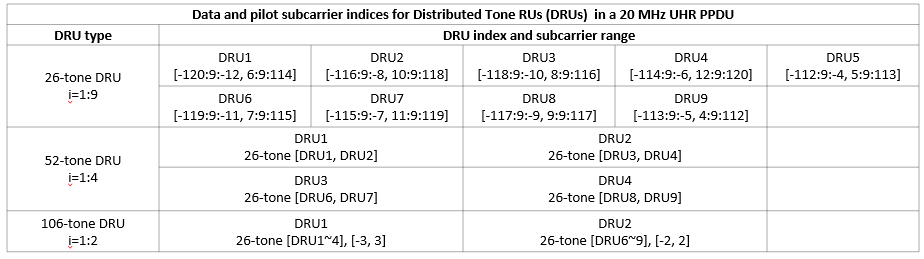 Data and pilot subcarrier indices for Distributed Tone RUs (DRUs) in a 20 MHz UHR PPDU
DRU type
DRU index and subcarrier range
26-tone DRU
i=1:9
DRU1
[-120:9:-12, 6:9:114]
DRU2
[-116:9:-8, 10:9:118]
DRU3
[-118:9:-10, 8:9:116]
DRU4
[-114:9:-6, 12:9:120]
DRU5
[-112:9:-4, 5:9:113]
DRU6
[-119:9:-11, 7:9:115]
DRU7
[-115:9:-7, 11:9:119]
DRU8
[-117:9:-9, 9:9:117]
DRU9
[-113:9:-5, 4:9:112]
52-tone DRU
i=1:4
DRU1
26-tone [DRU1, DRU2]
DRU2
26-tone [DRU3, DRU4]
DRU3
26-tone [DRU6, DRU7]
DRU4
26-tone [DRU8, DRU9]
106-tone DRU
i=1:2
DRU1
26-tone [DRU1~4], [-3, 3]
DRU2
26-tone [DRU6~9], [-2, 2]